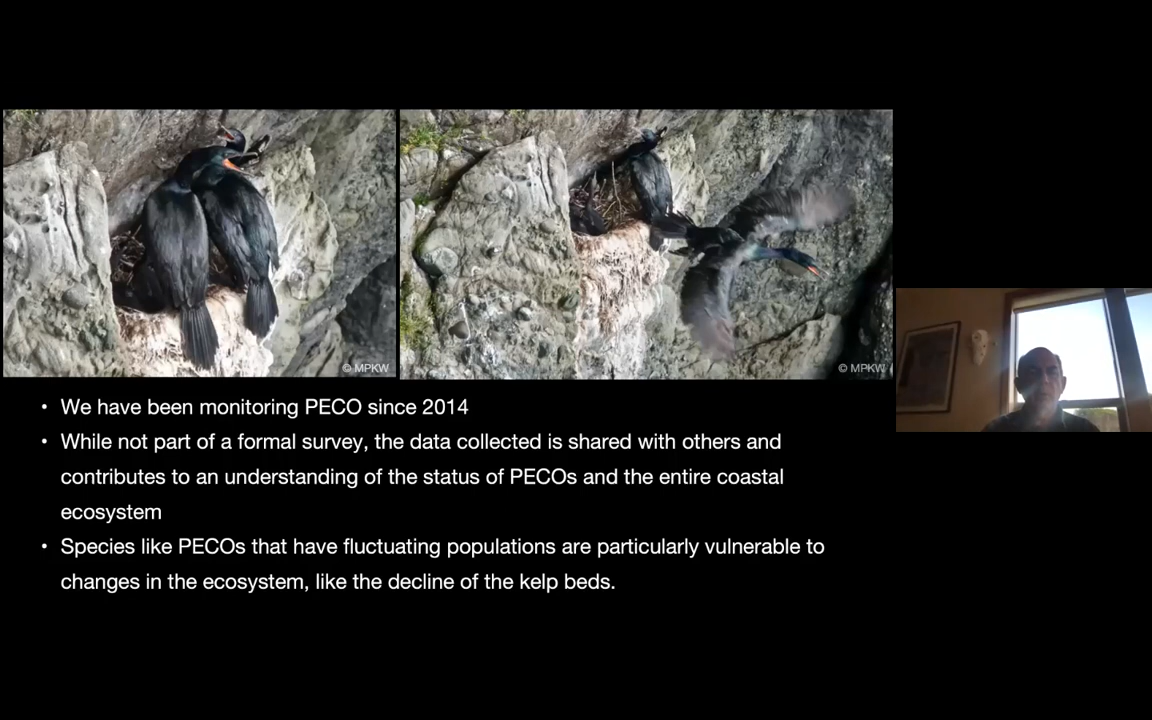 © MPKW
© MPKW
• We have been monitoring PECO since 2014
• While not part of a formal survey, the data collected is shared with others and
contributes to an understanding of the status of PECOs and the entire coastal
ecosystem
• Species like PECOs that have fluctuating populations are particularly vulnerable to
changes in the ecosystem, like the decline of the kelp beds.